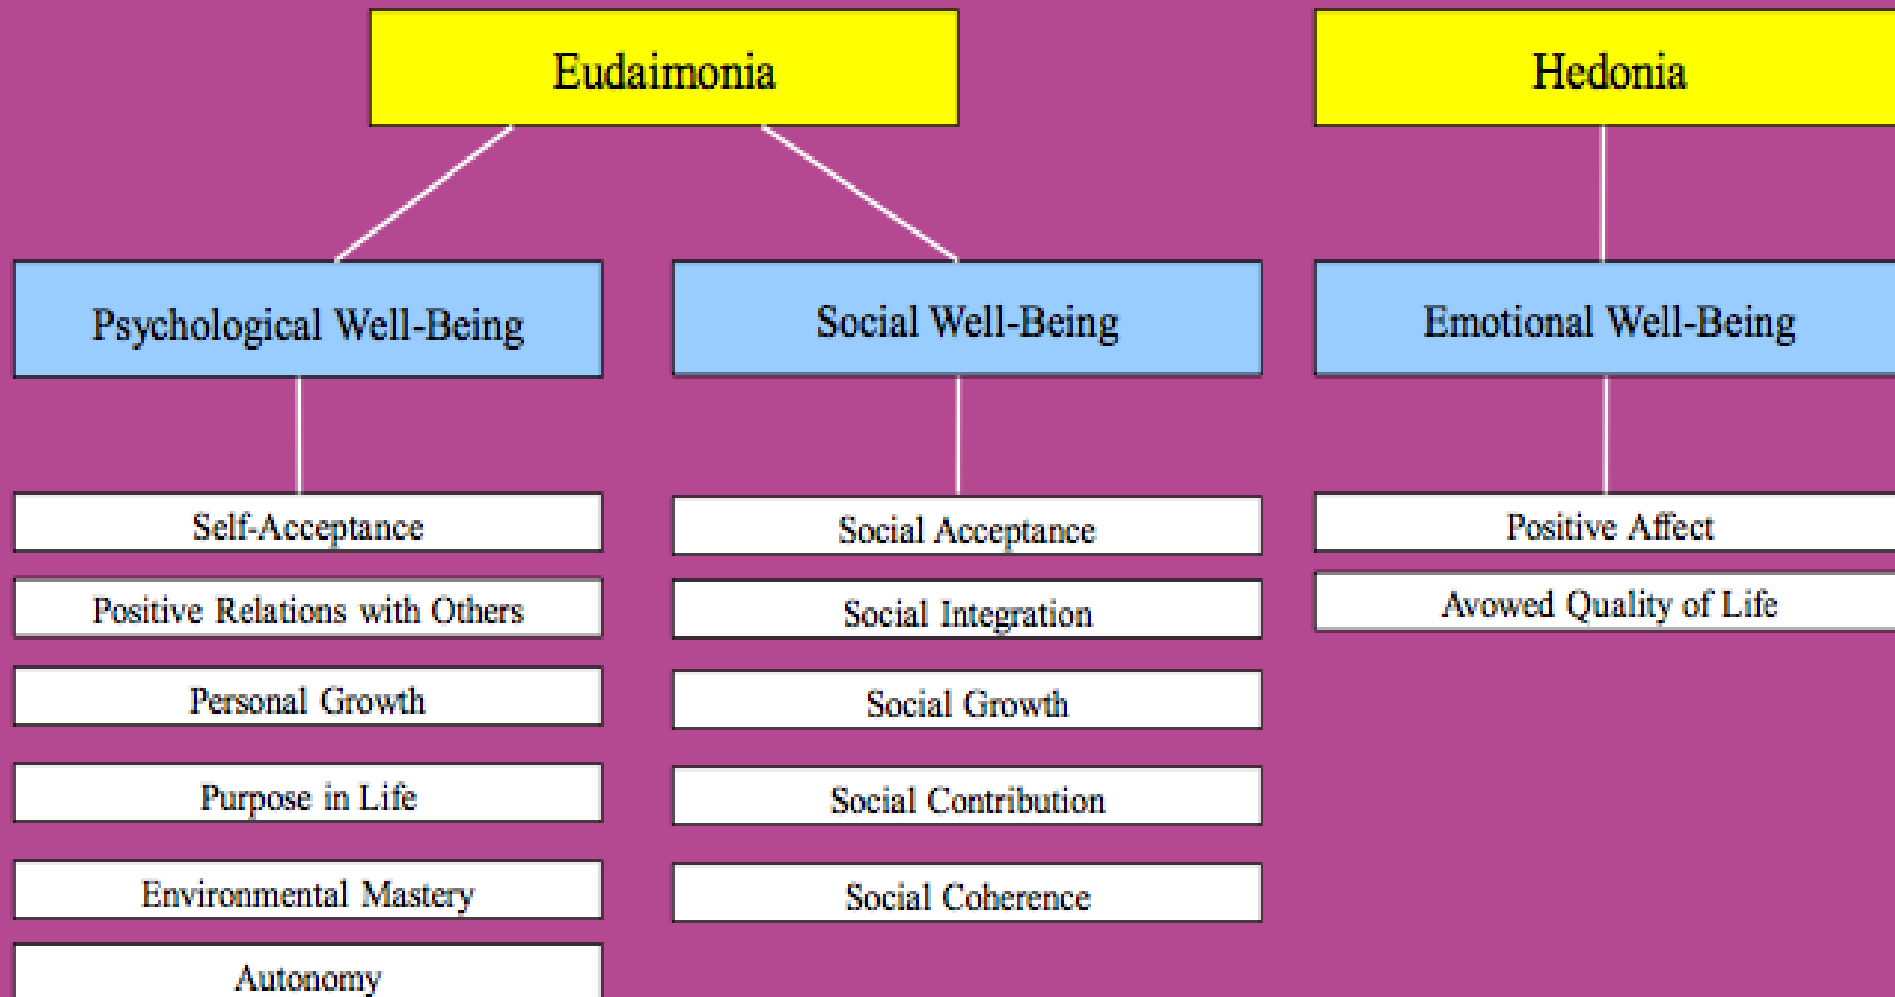 Eudaimonia
Hedonia
Psychological Well-Being
Social Well-Being
Emotional Well-Being
Self-Acceptance
Positive Relations with Others
Personal Growth
Purpose in Life
Environmental Mastery
Autonomy
Social Acceptance
Social Integration
Social Growth
Social Contribution
Social Coherence
Positive Affect
Avowed Quality of Life